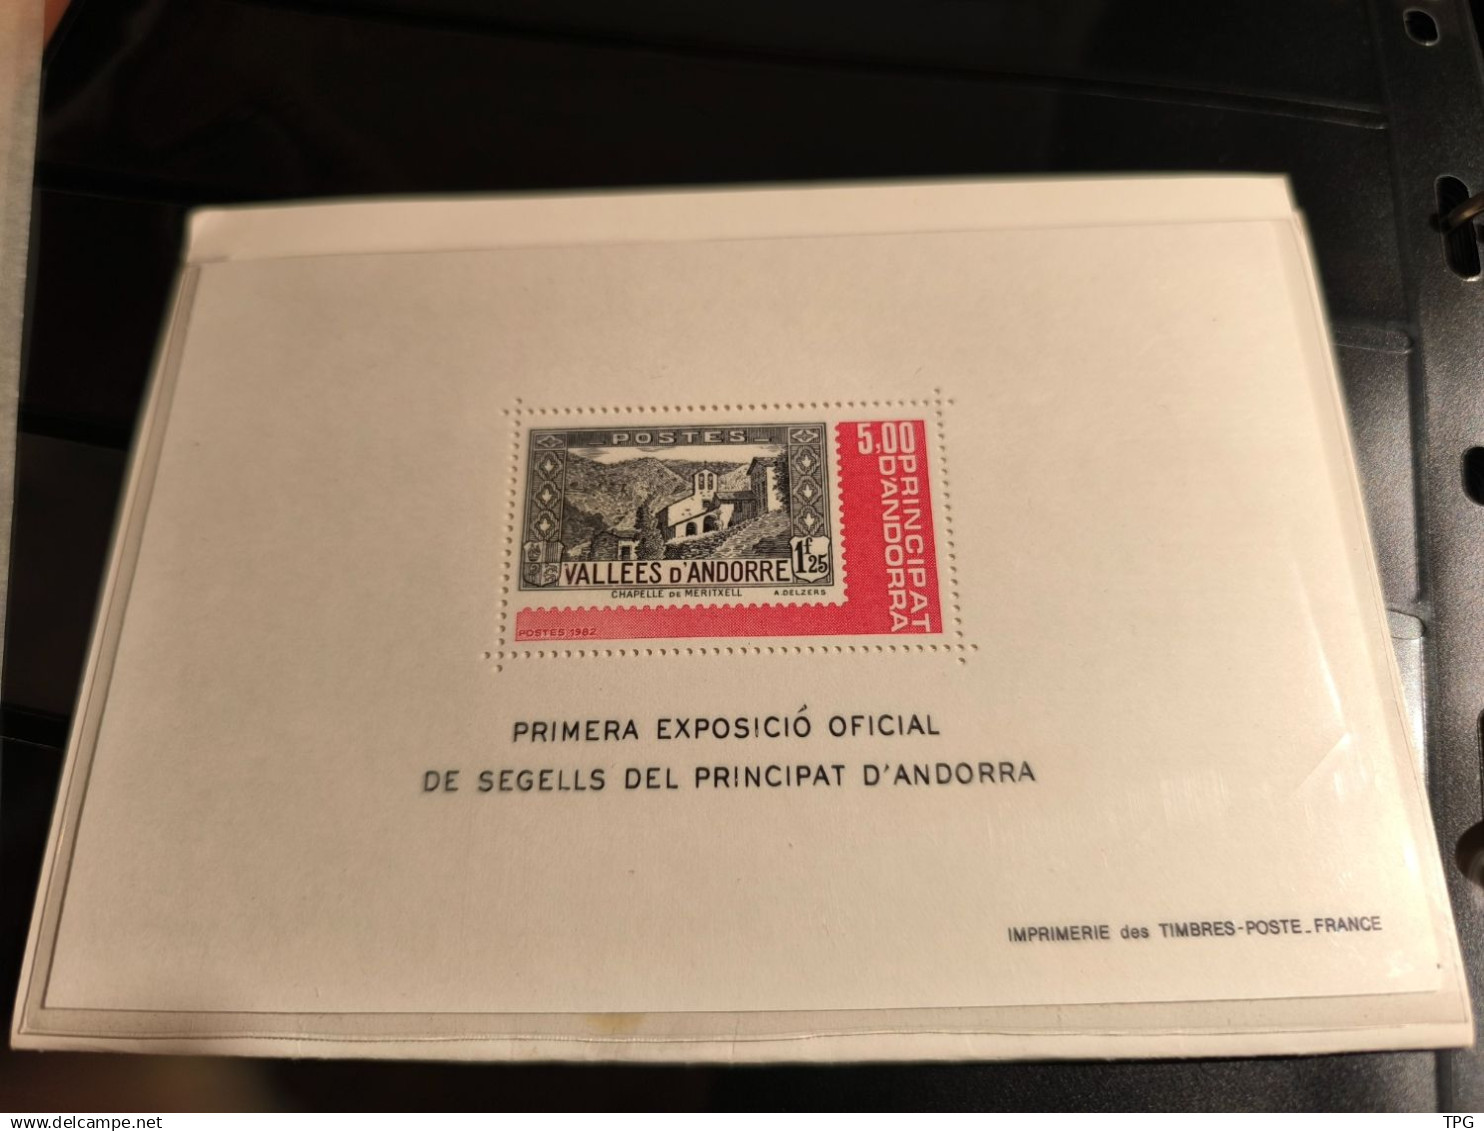 POSTES
5,00
PRINCIPAT
D'ANDORRA
1f25
VALLEES D'ANDORRE
CHAPELLE DE MERITXELL
A.DELZERS
POSTES 1982
PRIMERA EXPOSICIÓ OFICIAL
DE SEGELLS DEL PRINCIPAT D'ANDORRA
IMPRIMERIE des TIMBRES-POSTE_FRANCE
www.delcampe.net
TPG